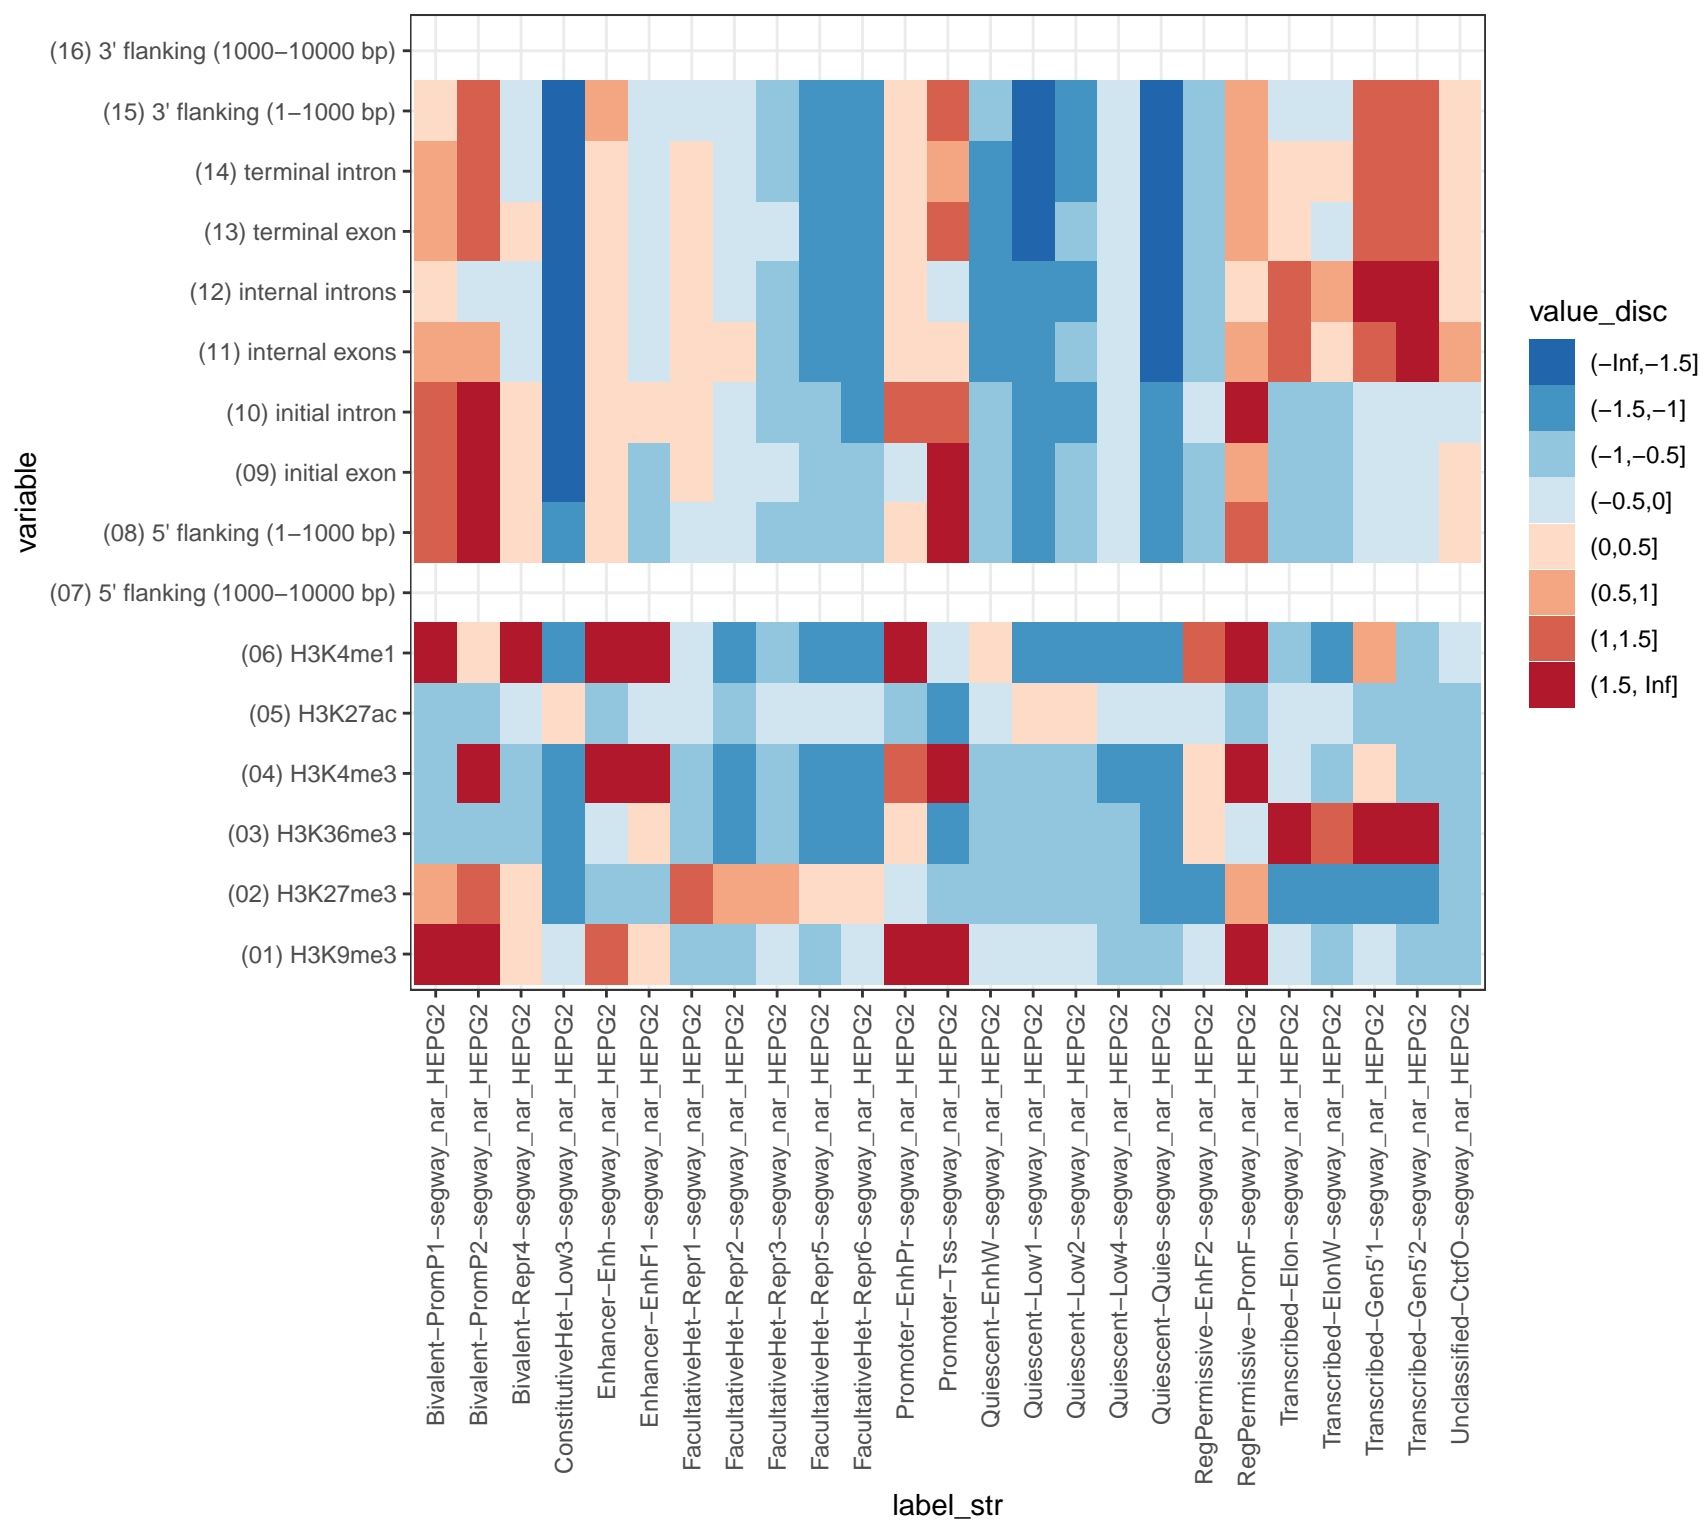 (16) 3' flanking (1000−10000 bp)
(15) 3' flanking (1−1000 bp)
(14) terminal intron
(13) terminal exon
(12) internal introns
(11) internal exons
(10) initial intron
(09) initial exon
(08) 5' flanking (1−1000 bp)
(07) 5' flanking (1000−10000 bp)
(06) H3K4me1
(05) H3K27ac
(04) H3K4me3
(03) H3K36me3
(02) H3K27me3
(01) H3K9me3
variable
Bivalent−PromP1−segway_nar_HEPG2
Bivalent−PromP2−segway_nar_HEPG2
Bivalent−Repr4−segway_nar_HEPG2
ConstitutiveHet−Low3−segway_nar_HEPG2
Enhancer−Enh−segway_nar_HEPG2
Enhancer−EnhF1−segway_nar_HEPG2
FacultativeHet−Repr1−segway_nar_HEPG2
FacultativeHet−Repr2−segway_nar_HEPG2
FacultativeHet−Repr3−segway_nar_HEPG2
FacultativeHet−Repr5−segway_nar_HEPG2
FacultativeHet−Repr6−segway_nar_HEPG2
Promoter−EnhPr−segway_nar_HEPG2
Promoter−Tss−segway_nar_HEPG2
Quiescent−EnhW−segway_nar_HEPG2
Quiescent−Low1−segway_nar_HEPG2
Quiescent−Low2−segway_nar_HEPG2
Quiescent−Low4−segway_nar_HEPG2
Quiescent−Quies−segway_nar_HEPG2
RegPermissive−EnhF2−segway_nar_HEPG2
RegPermissive−PromF−segway_nar_HEPG2
Transcribed−Elon−segway_nar_HEPG2
Transcribed−ElonW−segway_nar_HEPG2
Transcribed−Gen5'1−segway_nar_HEPG2
Transcribed−Gen5'2−segway_nar_HEPG2
Unclassified−CtcfO−segway_nar_HEPG2
label_str
value_disc
(−Inf,−1.5]
(−1.5,−1]
(−1,−0.5]
(−0.5,0]
(0,0.5]
(0.5,1]
(1,1.5]
(1.5, Inf]